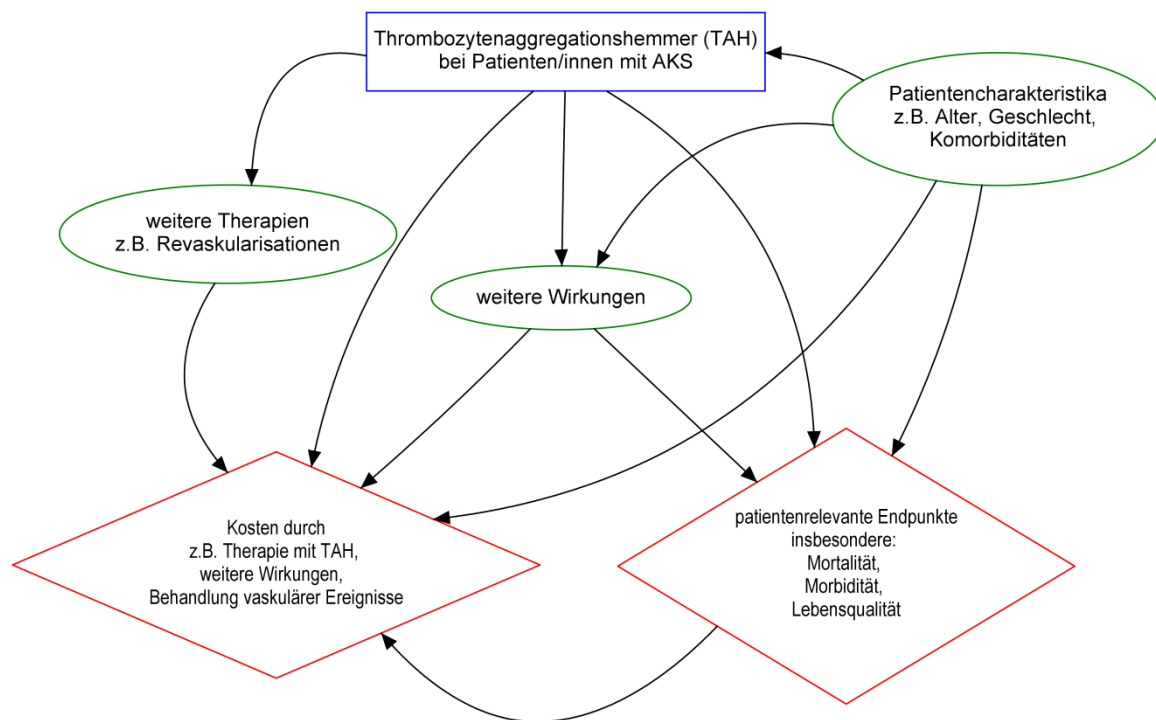 Thrombozytenaggregationshemmer (TAH)
bei Patienten/innen mit AKS
Patientencharakteristika
z.B. Alter, Geschlecht,
Komorbiditäten
weitere Therapien
z.B. Revaskularisationen
weitere Wirkungen
Kosten durch
z.B. Therapie mit TAH,
weitere Wirkungen,
Behandlung vaskulärer Ereignisse
patientenrelevante Endpunkte
insbesondere:
Mortalität,
Morbidität,
Lebensqualität